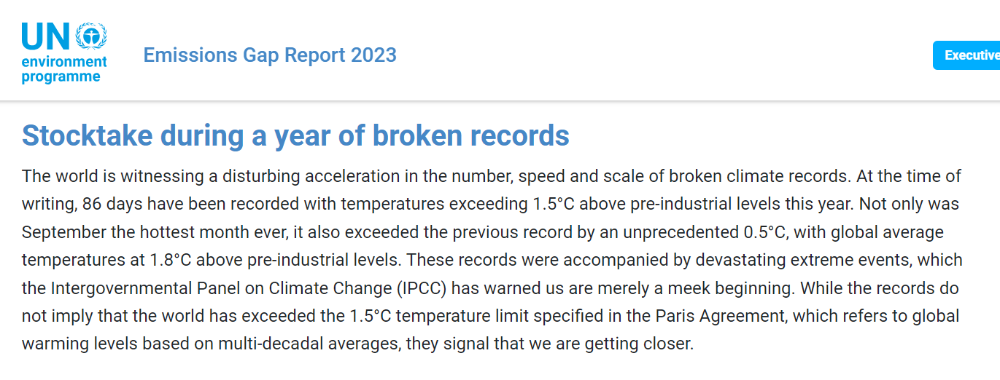 UN
environment
programme
Emissions Gap Report 2023
Executive
Stocktake during a year of broken records
The world is witnessing a disturbing acceleration in the number, speed and scale of broken climate records. At the time of
writing, 86 days have been recorded with temperatures exceeding 1.5°C above pre-industrial levels this year. Not only was
September the hottest month ever, it also exceeded the previous record by an unprecedented 0.5°C, with global average
temperatures at 1.8°C above pre-industrial levels. These records were accompanied by devastating extreme events, which
the Intergovernmental Panel on Climate Change (IPCC) has warned us are merely a meek beginning. While the records do
not imply that the world has exceeded the 1.5°C temperature limit specified in the Paris Agreement, which refers to global
warming levels based on multi-decadal averages, they signal that we are getting closer.